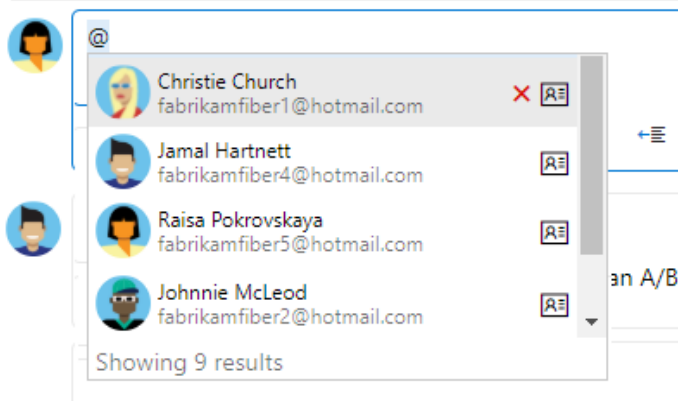 @
Christie Church
fabrikamfiber1@hotmail.com
Jamal Hartnett
fabrikamfiber4@hotmail.com
Raisa Pokrovskaya
fabrikamfiber5@hotmail.com
an A/B
Johnnie McLeod
fabrikamfiber2@hotmail.com
Showing 9 results